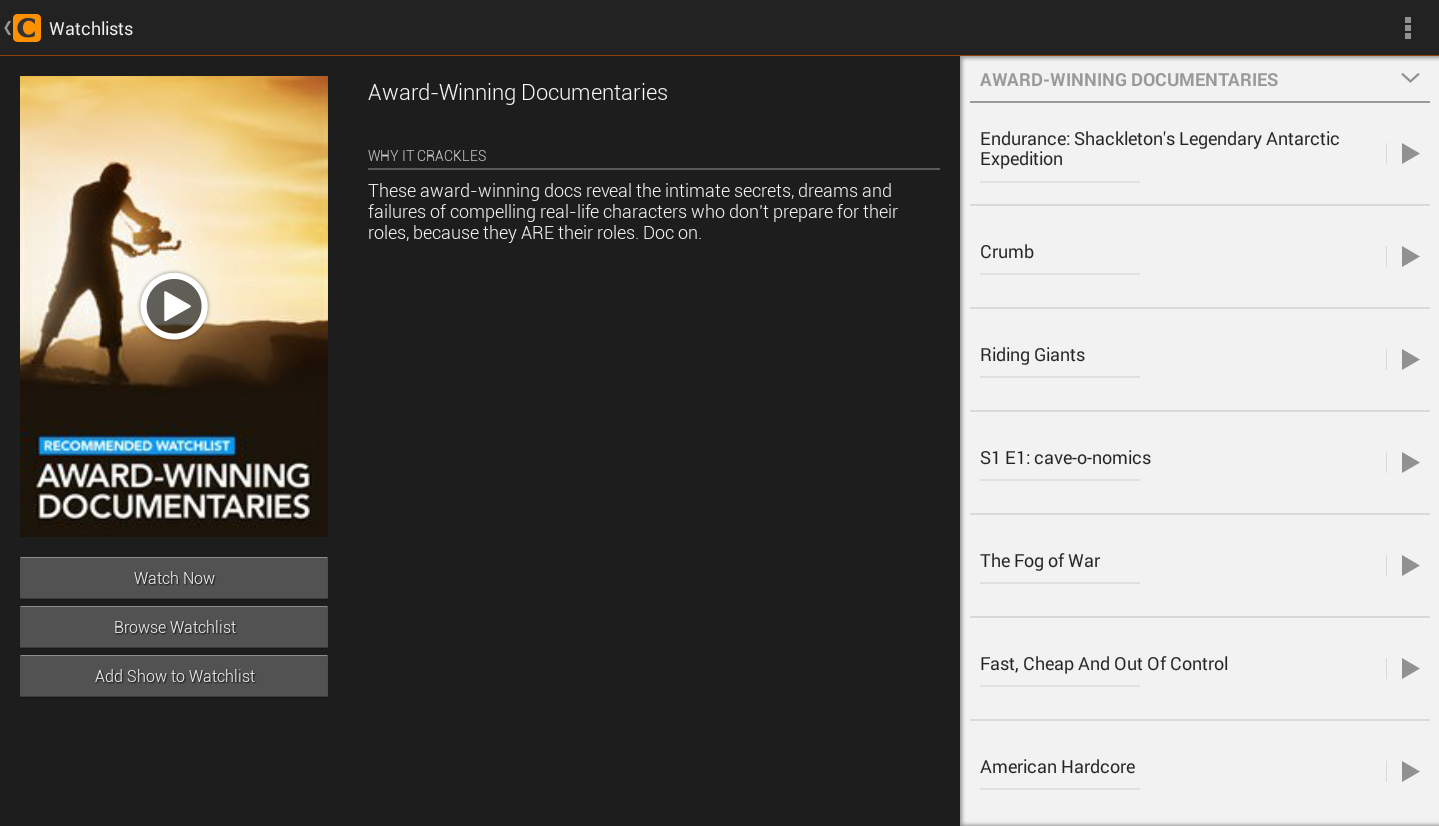 C Watchlists
RECOMMENDED WATCHLIST
AWARD-WINNING
DOCUMENTARIES
Watch Now
Browse Watchlist
Add Show to Watchlist
Award-Winning Documentaries
WHY IT CRACKLES
These award-winning docs reveal the intimate secrets, dreams and
failures of compelling real-life characters who don't prepare for their
roles, because they ARE their roles. Doc on.
AWARD-WINNING DOCUMENTARIES
Endurance: Shackleton's Legendary Antarctic
Expedition
Crumb
Riding Giants
S1 E1: cave-o-nomics
The Fog of War
Fast, Cheap And Out Of Control
American Hardcore